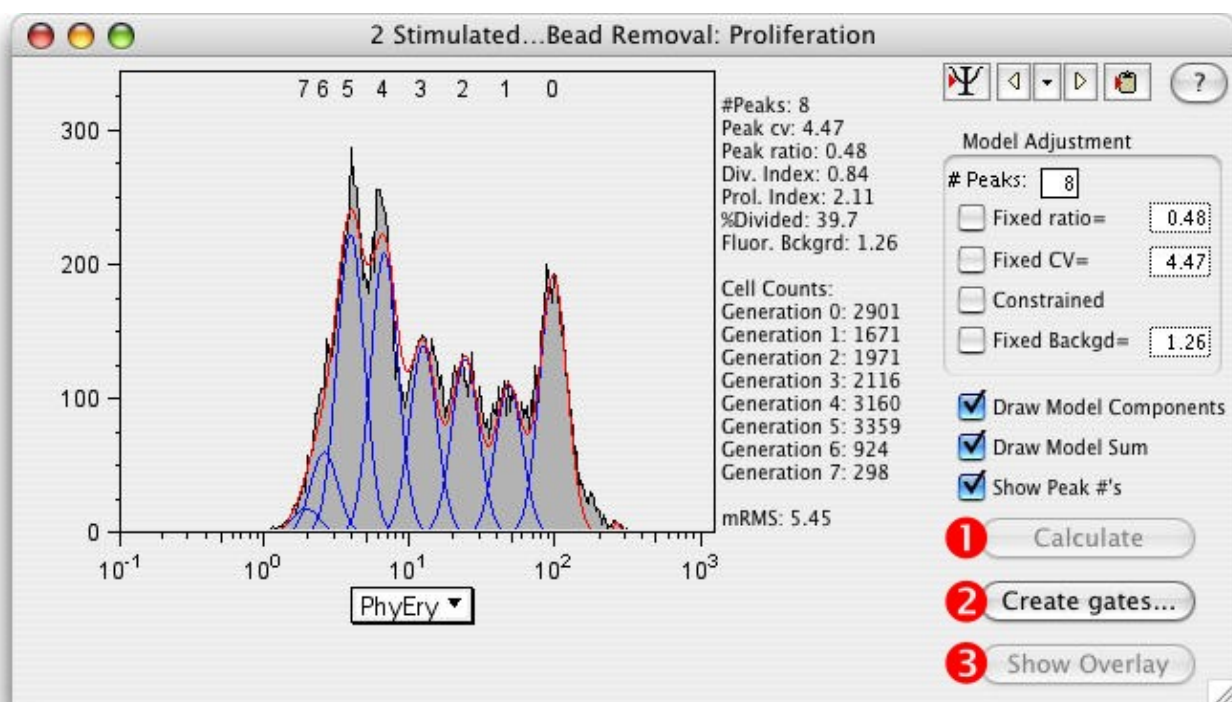 2 Stimulated...Bead Removal: Proliferation
7 6 5 4 3 2 1 0
300
200
100
0
10-1 100 101 102 103
PhyEry
#Peaks: 8
Peak cv: 4.47
Peak ratio: 0.48
Div. Index: 0.84
Prol. Index: 2.11
%Divided: 39.7
Fluor. Bckgrd: 1.26
Cell Counts:
Generation 0: 2901
Generation 1: 1671
Generation 2: 1971
Generation 3: 2116
Generation 4: 3160
Generation 5: 3359
Generation 6: 924
Generation 7: 298
mRMS: 5.45
Ψ ?
Model Adjustment
# Peaks: 8
Fixed ratio= 0.48
Fixed CV= 4.47
Constrained
Fixed Backgd= 1.26
Draw Model Components
Draw Model Sum
Show Peak #'s
1 Calculate
2 Create gates...
3 Show Overlay